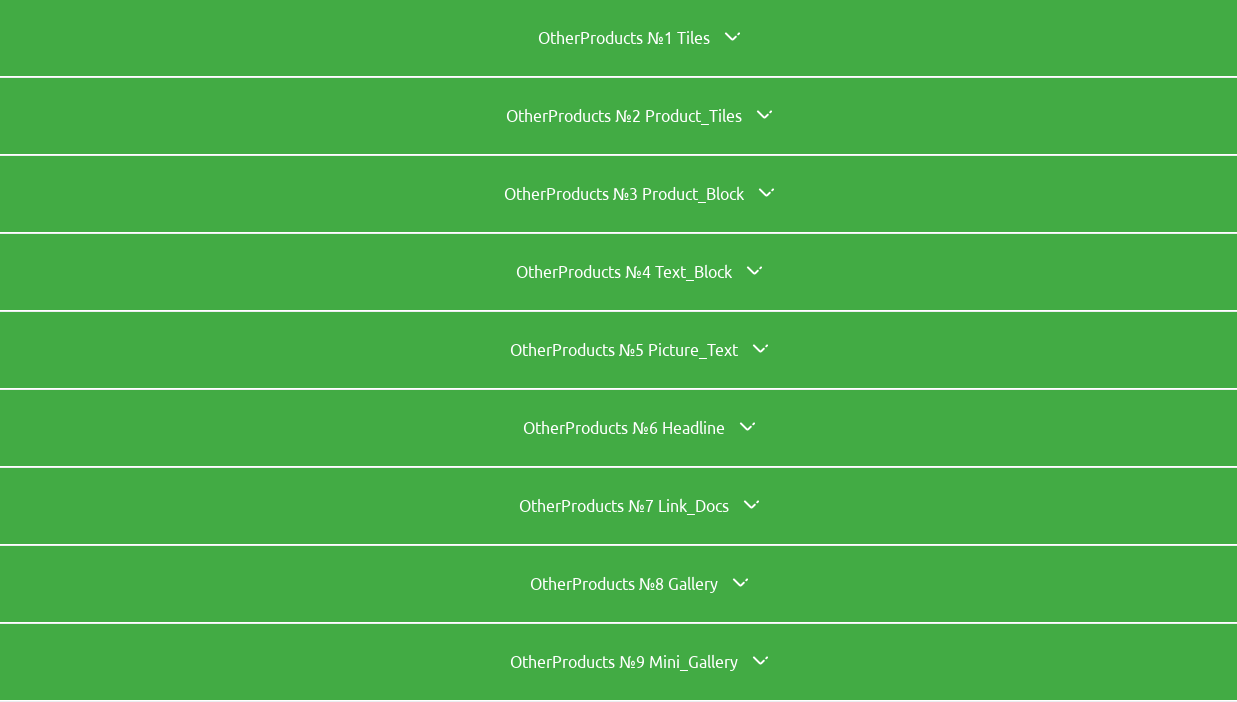 OtherProducts №1 Tiles
OtherProducts №2 Product_Tiles
OtherProducts №3 Product_Block
OtherProducts №4 Text_Block
OtherProducts №5 Picture_Text
OtherProducts №6 Headline
OtherProducts №7 Link_Docs
OtherProducts №8 Gallery
OtherProducts №9 Mini_Gallery